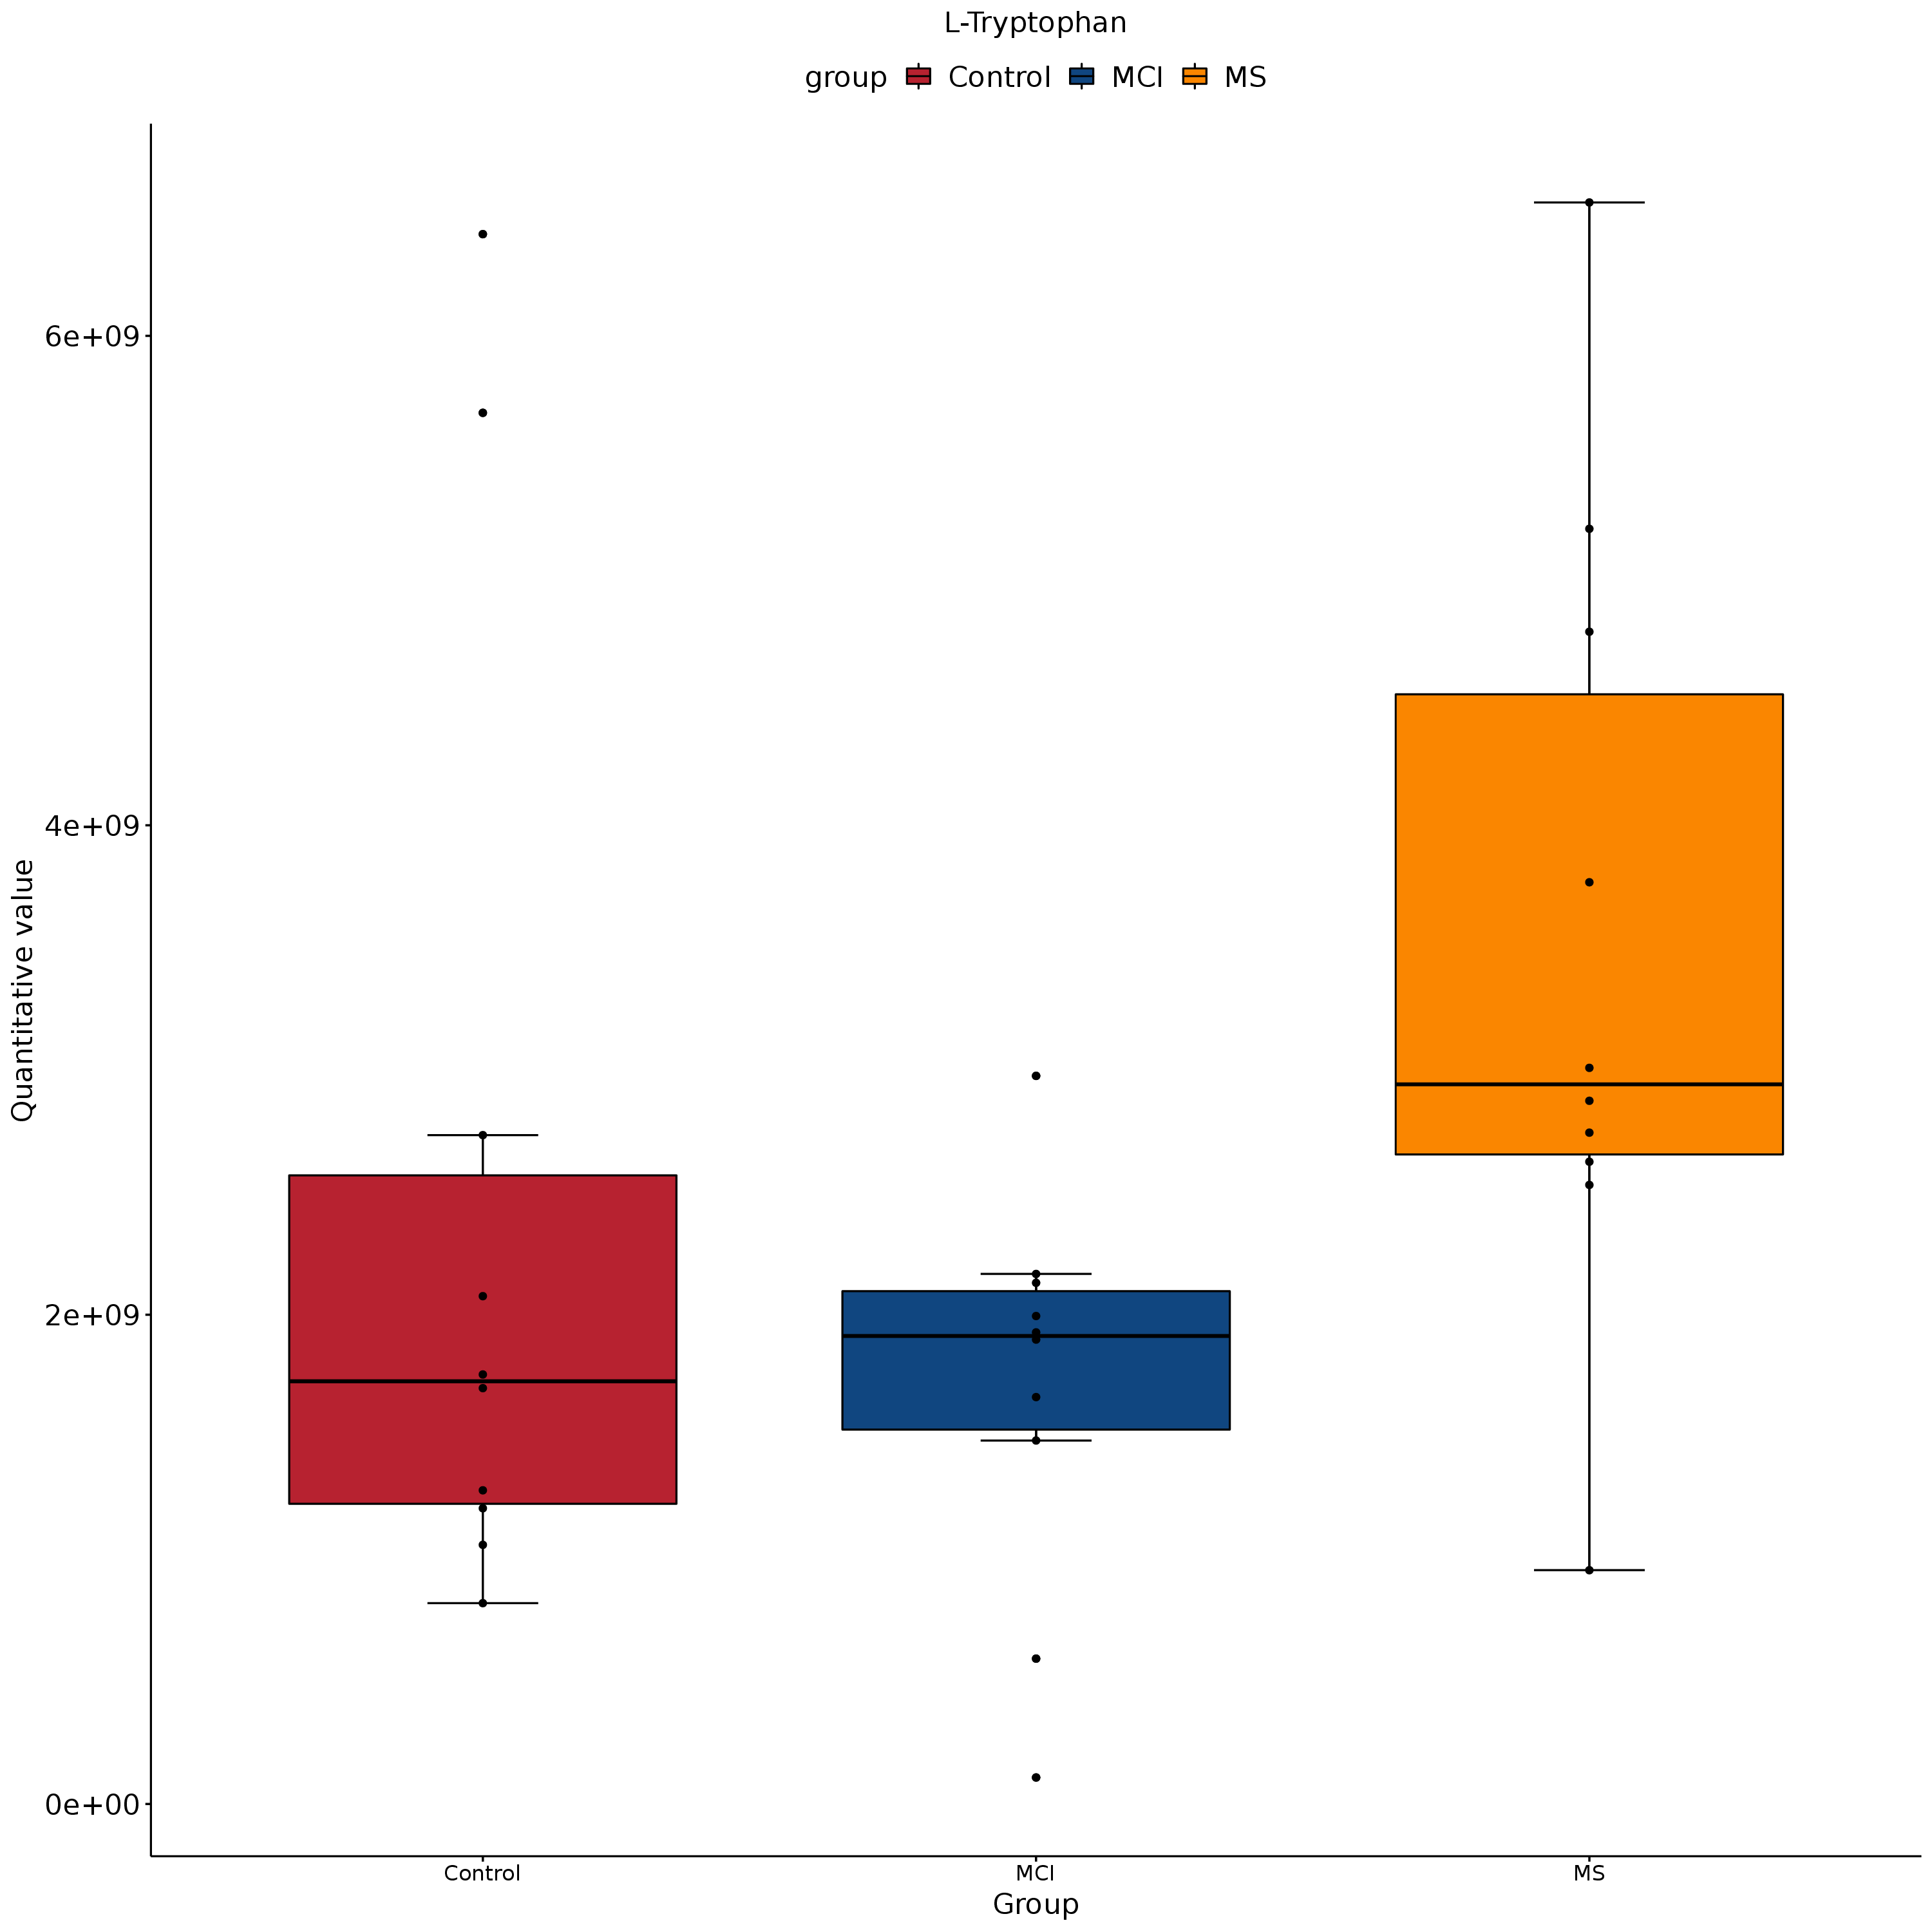 L-Tryptophan
group Control MCI MS
Quantitative value
6e+09
4e+09
2e+09
0e+00
Control MCI MS
Group